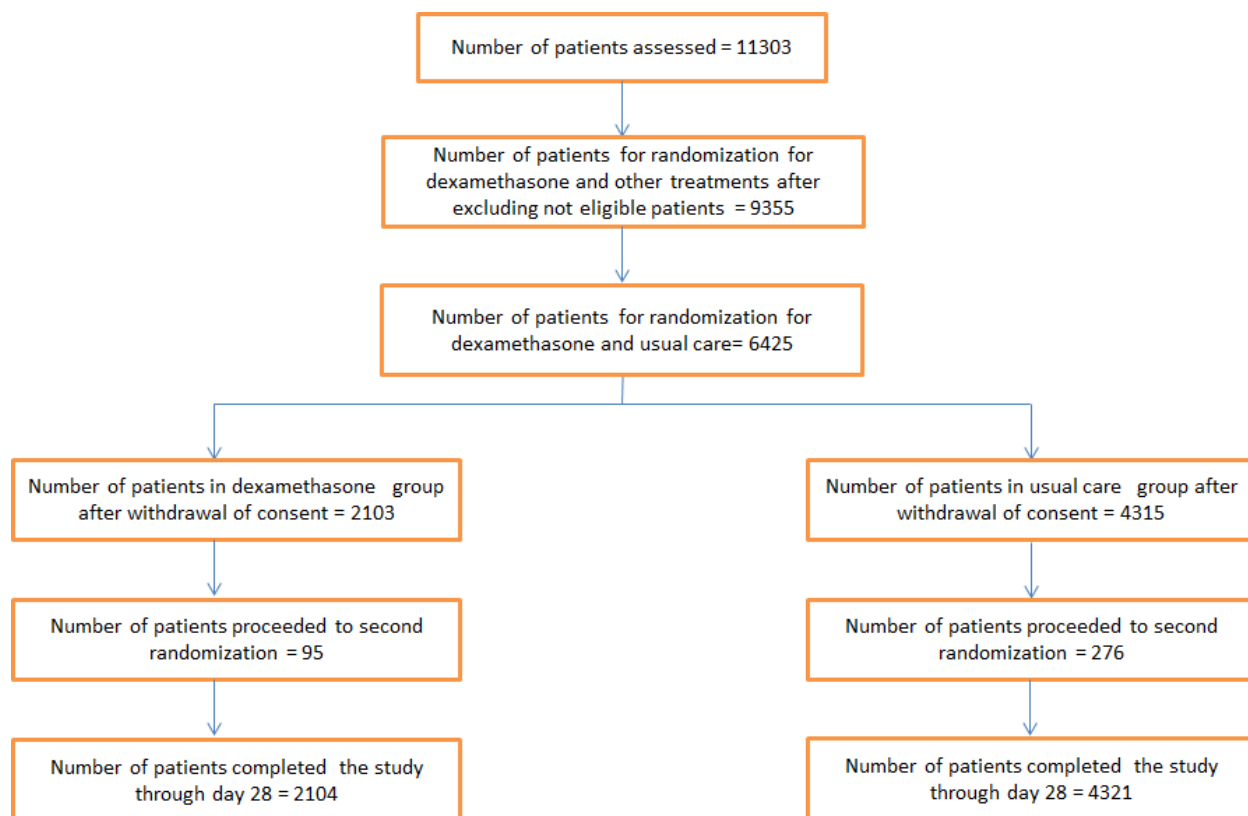 Number of patients assessed = 11303
Number of patients for randomization for
dexamethasone and other treatments after
excluding not eligible patients = 9355
Number of patients for randomization for
dexamethasone and usual care= 6425
Number of patients in dexamethasone group
after withdrawal of consent = 2103
Number of patients in usual care group after
withdrawal of consent = 4315
Number of patients proceeded to second
randomization = 95
Number of patients proceeded to second
randomization = 276
Number of patients completed the study
through day 28 = 2104
Number of patients completed the study
through day 28 = 4321